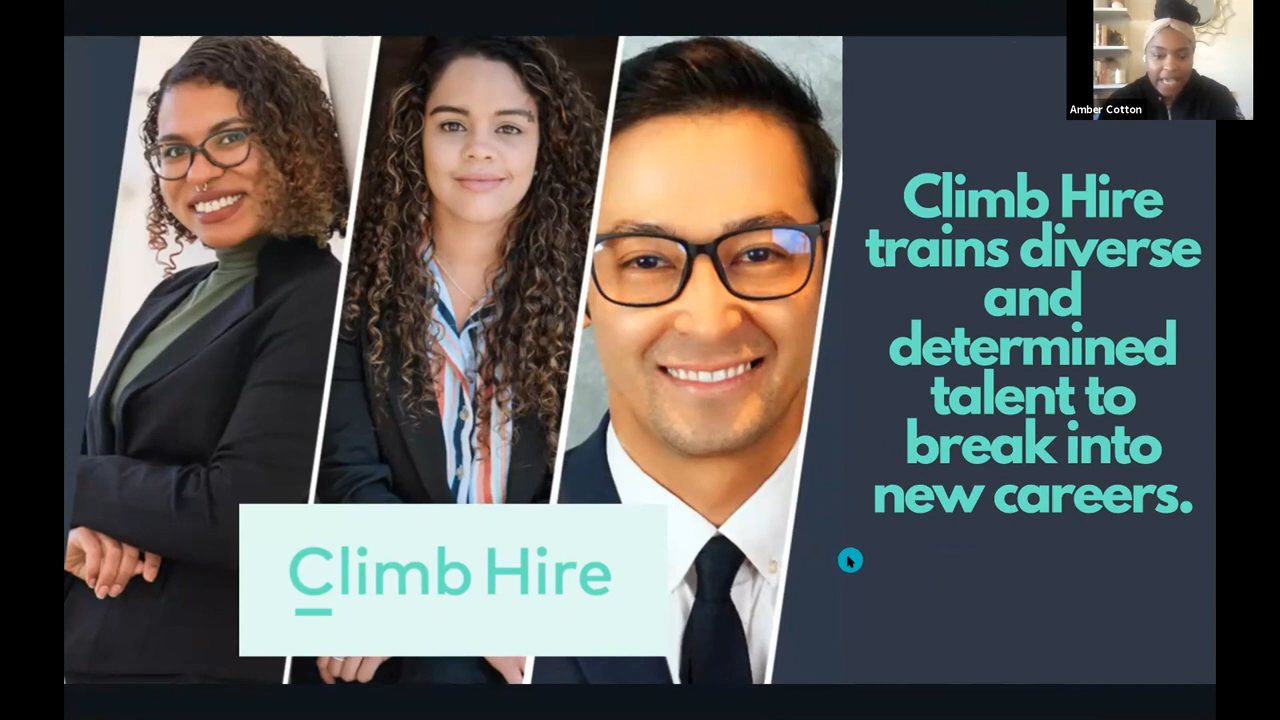 Amber Cotton
Climb Hire
trains diverse
and
determined
talent to
break into
new careers.
Climb Hire